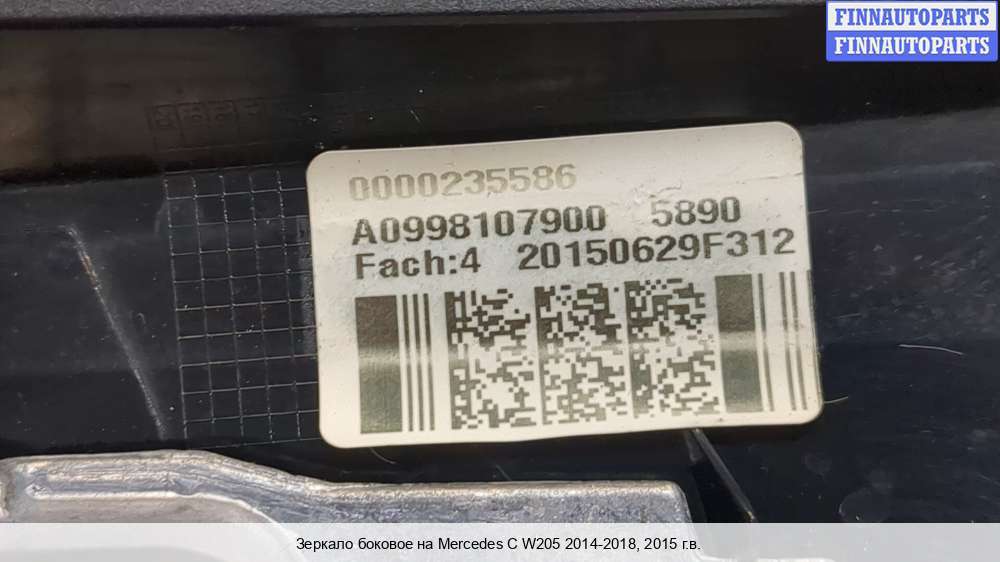 FINNAUTOPARTS
FINNAUTOPARTS
0000235586
A0998107900 5890
Fach:4 20150629F312
Зеркало боковое на Mercedes C W205 2014-2018, 2015 г.в.